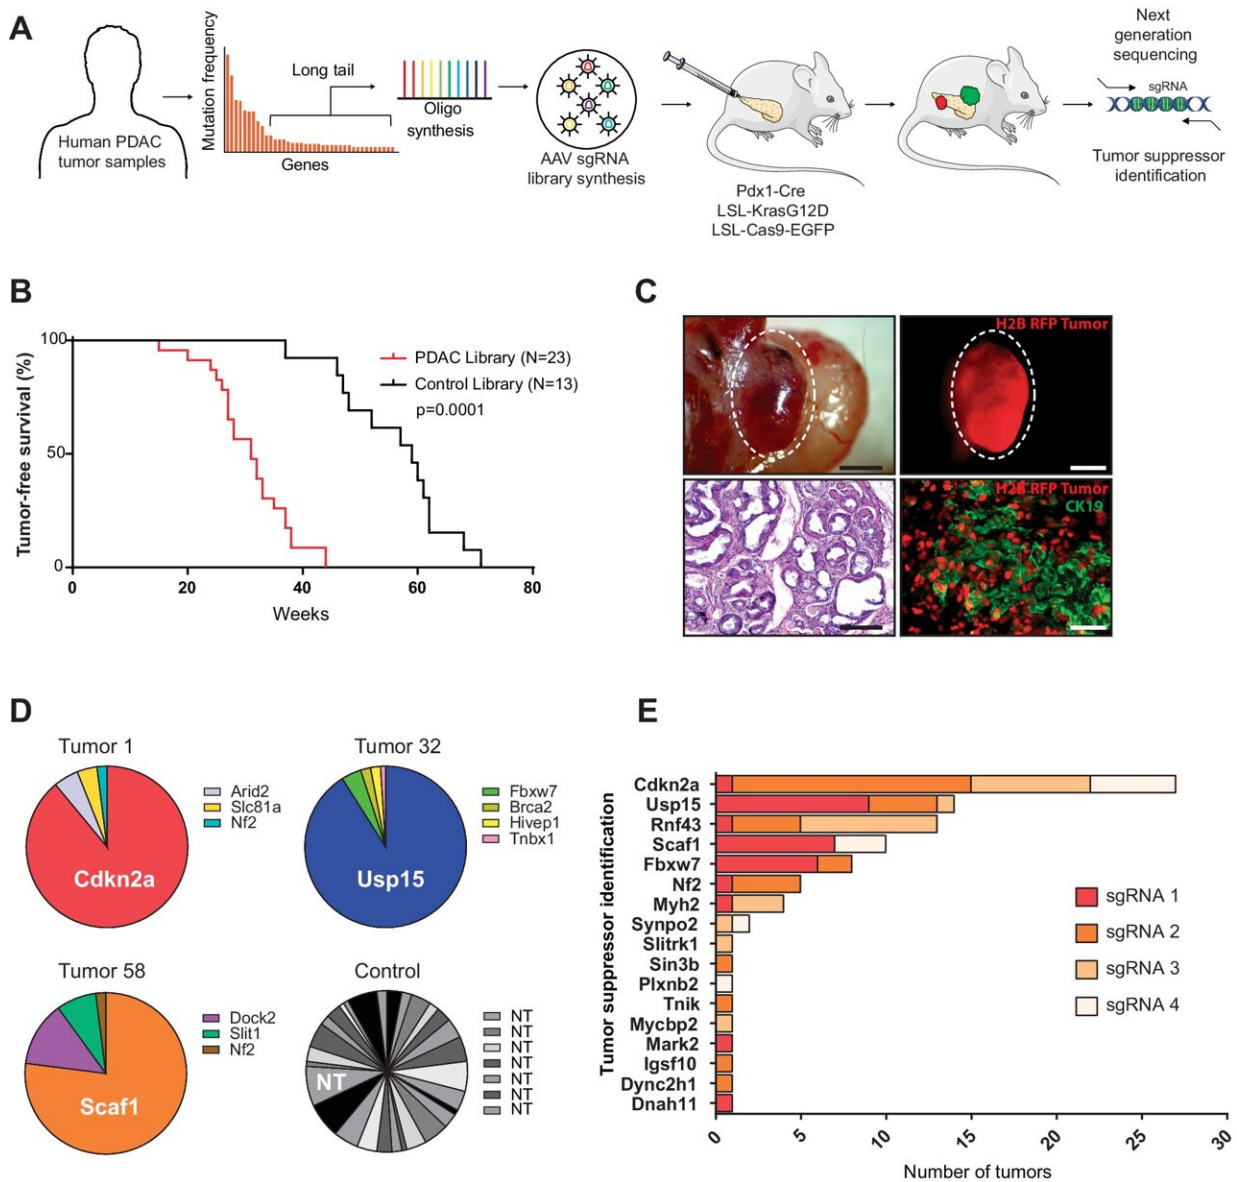 A
Human PDAC
tumor samples
Mutation frequency
Long tail
Genes
Oligo
synthesis
AAV sgRNA
library synthesis
Pdx1-Cre
LSL-KrasG12D
LSL-Cas9-EGFP
Next
generation
sequencing
sgRNA
Tumor suppressor
identification
B
Tumor-free survival (%)
100
50
0
0 20 40 60 80
Weeks
PDAC Library (N=23)
Control Library (N=13)
p=0.0001
C
H2B RFP Tumor
H2B RFP Tumor
CK19
D
Tumor 1
Cdkn2a
Arid2
Slc81a
Nf2
Tumor 32
Usp15
Fbxw7
Brca2
Hivep1
Tnbx1
Tumor 58
Scaf1
Dock2
Slit1
Nf2
Control
NT
NT
NT
NT
NT
NT
NT
NT
E
Tumor suppressor identification
Cdkn2a
Usp15
Rnf43
Scaf1
Fbxw7
Nf2
Myh2
Synpo2
Slitrk1
Sin3b
Plxnb2
Tnik
Mycbp2
Mark2
Igsf10
Dync2h1
Dnah11
sgRNA 1
sgRNA 2
sgRNA 3
sgRNA 4
0 5 10 15 20 25 30
Number of tumors